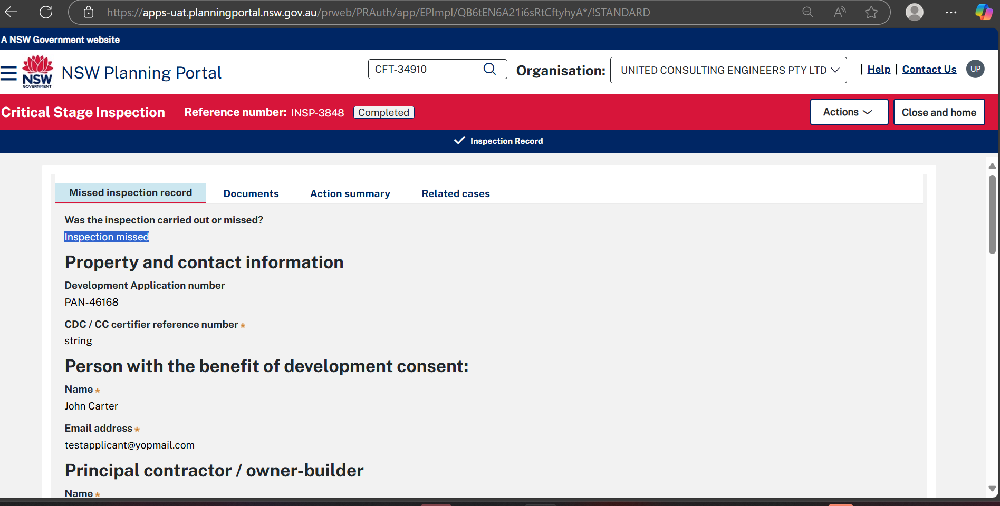 https://apps-uat.planningportal.nsw.gov.au/prweb/PRAuth/app/EPImpl/QB6tEN6A21i6sRtCftyhyA*/!STANDARD
A NSW Government website
NSW GOVERNMENT
NSW Planning Portal
CFT-34910
Organisation:
UNITED CONSULTING ENGINEERS PTY LTD
| Help | Contact Us
UP
Critical Stage Inspection
Reference number: INSP-3848
Completed
Actions
Close and home
Inspection Record
Missed inspection record
Documents
Action summary
Related cases
Was the inspection carried out or missed?
Inspection missed
Property and contact information
Development Application number
PAN-46168
CDC / CC certifier reference number *
string
Person with the benefit of development consent:
Name *
John Carter
Email address *
testapplicant@yopmail.com
Principal contractor / owner-builder
Name *